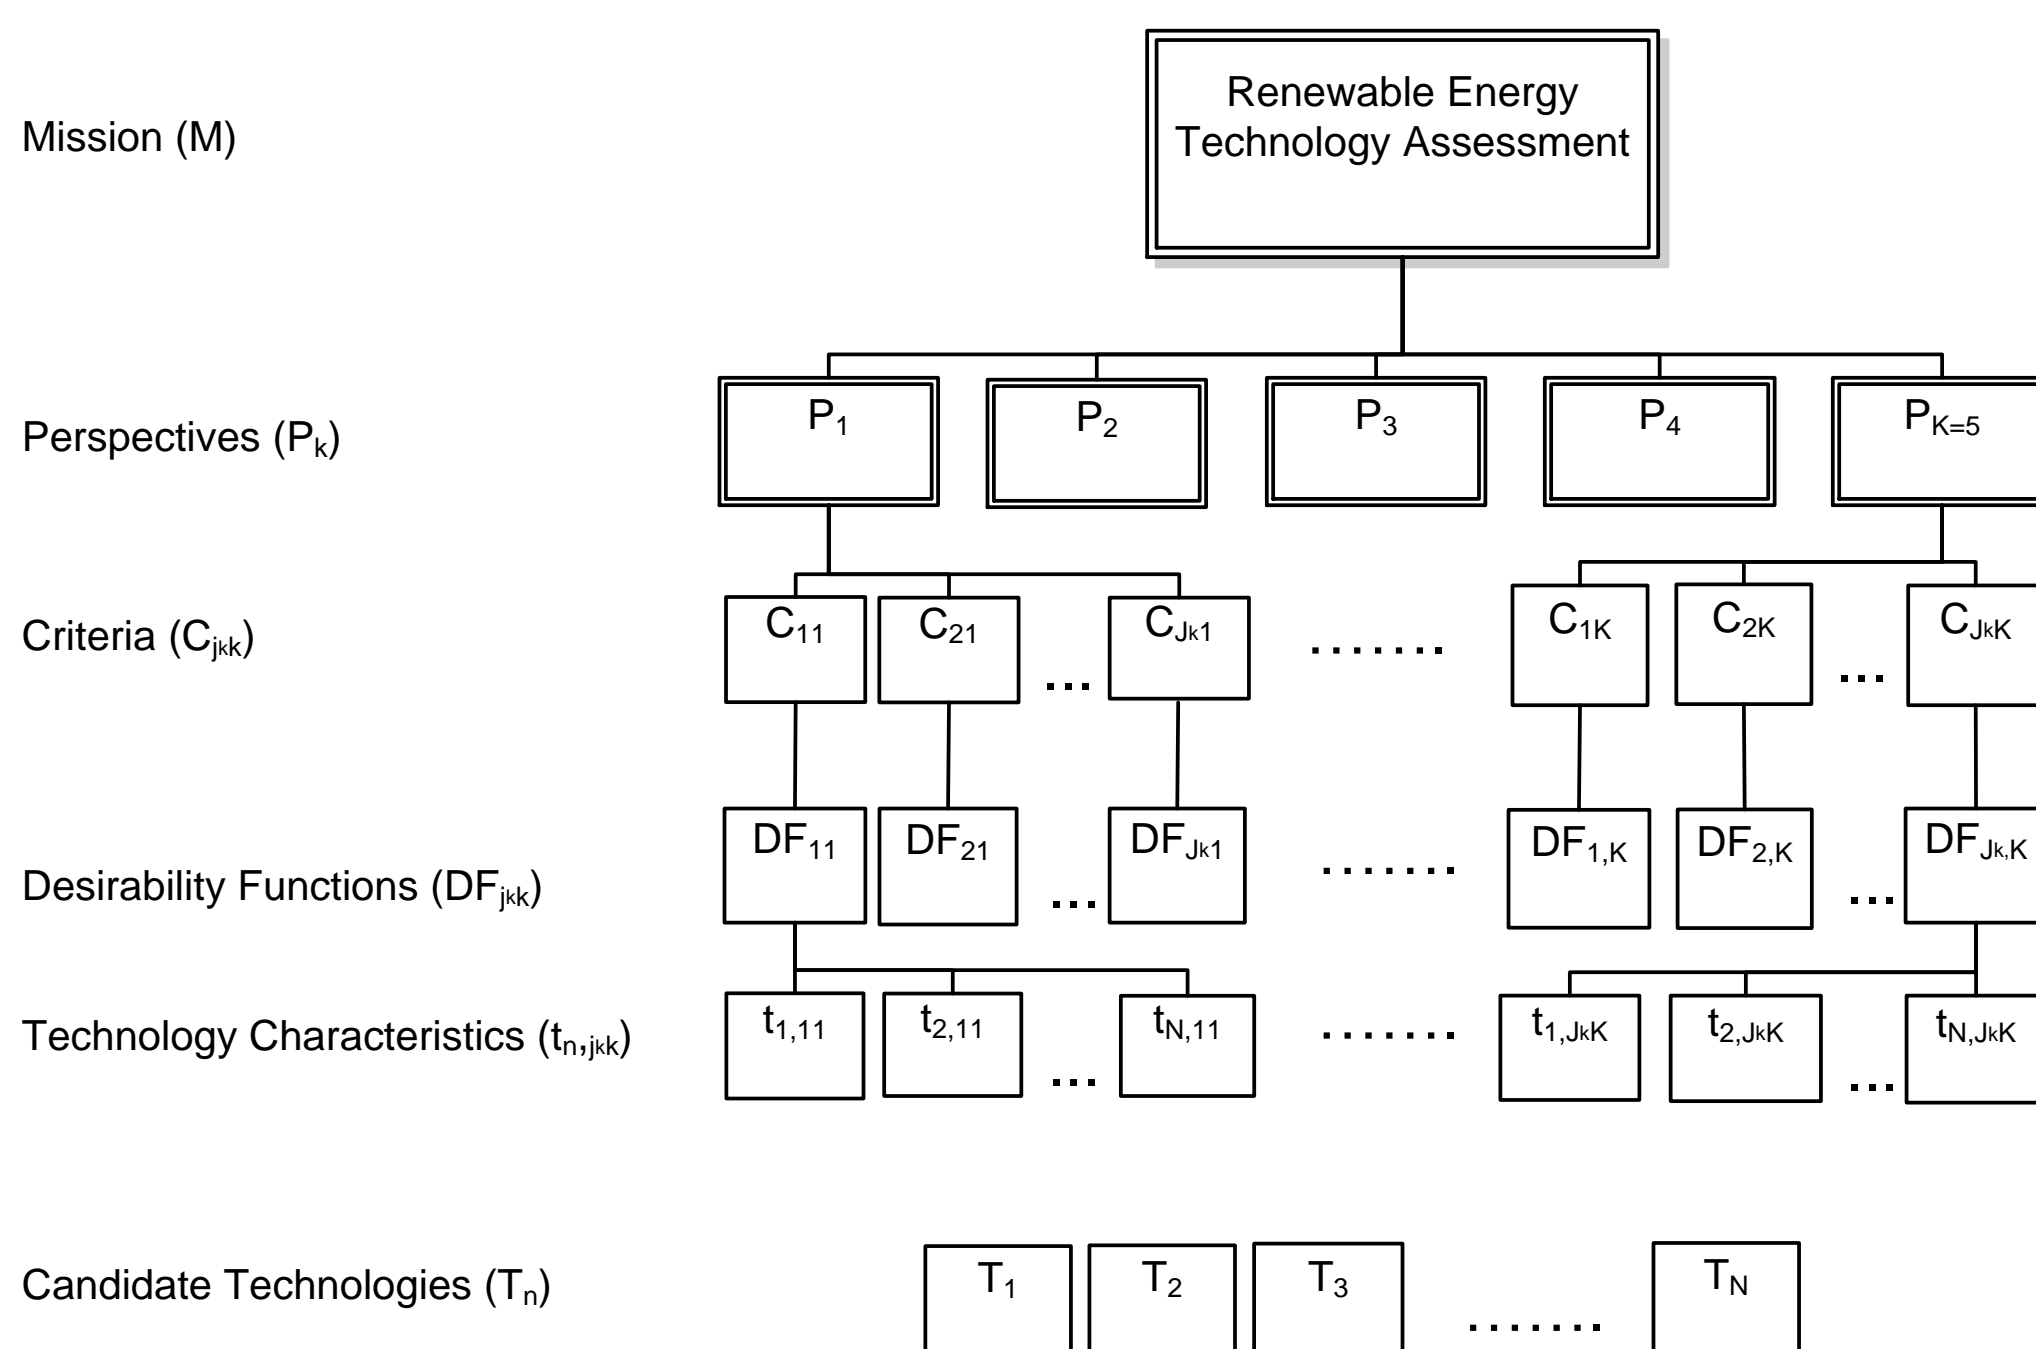 Renewable Energy
Technology Assessment
Mission (M)
Perspectives (Pk)
P1 P2 P3 P4 PK=5
Criteria (Cjkk)
C11 C21 ... CJk1 ....... C1K C2K ... CJkK
Desirability Functions (DFjkk)
DF11 DF21 ... DFJk1 ....... DF1,K DF2,K ... DFJk,K
Technology Characteristics (tn,jkk)
t1,11 t2,11 ... tN,11 ....... t1,JkK t2,JkK ... tN,JkK
Candidate Technologies (Tn)
T1 T2 T3 ....... TN